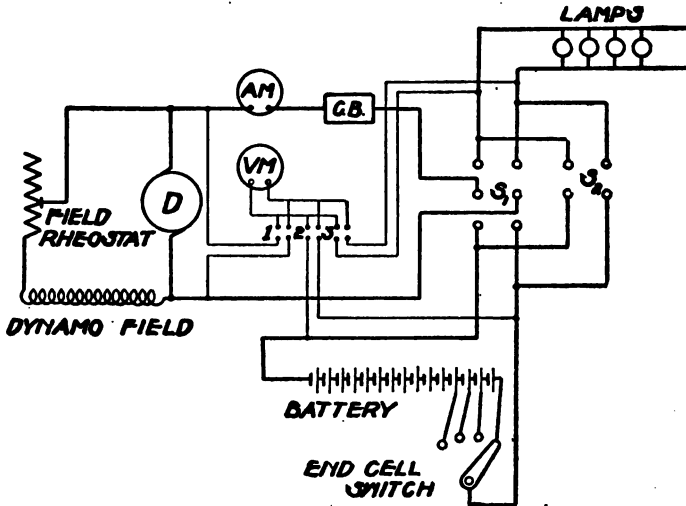 LAMPS
AM
C.B.
VM
D
S1
S2
FIELD
RHEOSTAT
1 2 3
DYNAMO FIELD
BATTERY
END CELL
SWITCH